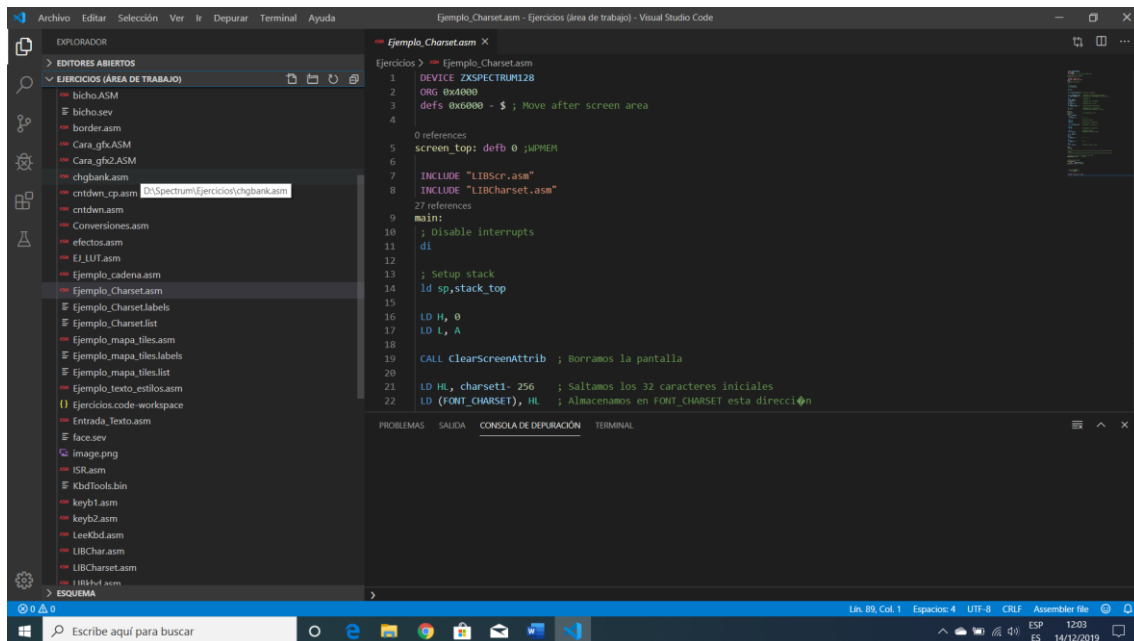 Archivo Editar Selección Ver Ir Depurar Terminal Ayuda
Ejemplo_Charset.asm - Ejercicios (área de trabajo) - Visual Studio Code
EXPLORADOR
EDITORES ABIERTOS
EJERCICIOS (ÁREA DE TRABAJO)
bicho.ASM
bicho.sev
border.asm
Cara_gfx.ASM
Cara_gfx2.ASM
chgbank.asm
cntdwn_cp.asm
D:\Spectrum\Ejercicios\chgbank.asm
cntdwn.asm
Conversiones.asm
efectos.asm
EJ_LUT.asm
Ejemplo_cadena.asm
Ejemplo_Charset.asm
Ejemplo_Charset.labels
Ejemplo_Charset.list
Ejemplo_mapa_tiles.asm
Ejemplo_mapa_tiles.labels
Ejemplo_mapa_tiles.list
Ejemplo_texto_estilos.asm
Ejercicios.code-workspace
Entrada_Texto.asm
face.sev
image.png
ISR.asm
KbdTools.bin
keyb1.asm
keyb2.asm
LeeKbd.asm
LIBChar.asm
LIBCharset.asm
LIBkbd.asm
ESQUEMA
Ejemplo_Charset.asm
Ejercicios > Ejemplo_Charset.asm
1 DEVICE ZXSPECTRUM128
2 ORG 0x4000
3 defs 0x6000 - $ ; Move after screen area
4
0 references
5 screen_top: defb 0 ;WPMEM
6
7 INCLUDE "LIBScr.asm"
8 INCLUDE "LIBCharset.asm"
27 references
9 main:
10 ; Disable interrupts
11 di
12
13 ; Setup stack
14 ld sp,stack_top
15
16 LD H, 0
17 LD L, A
18
19 CALL ClearScreenAttrib ; Borramos la pantalla
20
21 LD HL, charset1- 256 ; Saltamos los 32 caracteres iniciales
22 LD (FONT_CHARSET), HL ; Almacenamos en FONT_CHARSET esta direcci�n
PROBLEMAS SALIDA CONSOLA DE DEPURACIÓN TERMINAL
0 0
Lín. 89, Col. 1 Espacios: 4 UTF-8 CRLF Assembler file
Escribe aquí para buscar
ESP
ES
12:03
14/12/2019